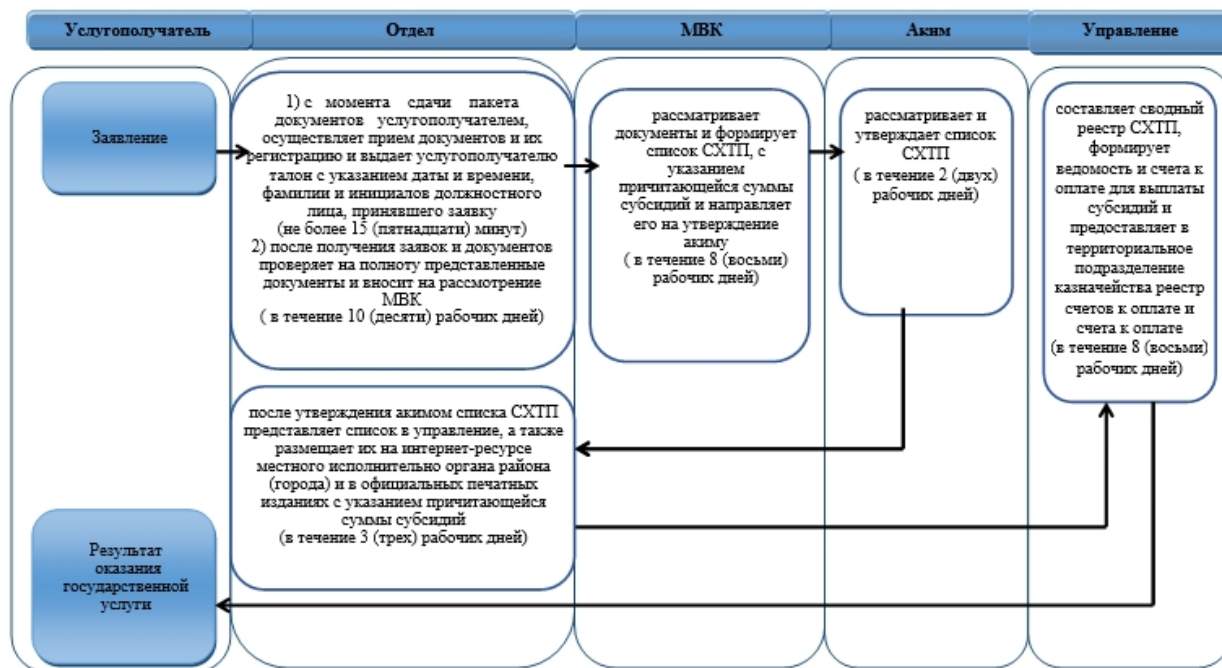 Услугополучатель
Отдел
МВК
Аким
Управление
Заявление
1) с момента сдачи пакета
документов услугополучателем,
осуществляет прием документов и их
регистрацию и выдает услугополучателю
талон с указанием даты и времени,
фамилии и инициалов должностного
лица, принявшего заявку
(не более 15 (пятнадцати) минут)
2) после получения заявок и документов
проверяет на полноту представленные
документы и вносит на рассмотрение
МВК
( в течение 10 (десяти) рабочих дней)
рассматривает
документы и формирует
список СХТП, с
указанием
причитающейся суммы
субсидий и направляет
его на утверждение
акиму
( в течение 8 (восьми)
рабочих дней)
рассматривает и
утверждает список
СХТП
( в течение 2 (двух)
рабочих дней)
составляет сводный
реестр СХТП,
формирует
ведомость и счета к
оплате для выплаты
субсидий и
предоставляет в
территориальное
подразделение
казначейства реестр
счетов к оплате и
счета к оплате
(в течение 8 (восьми)
рабочих дней)
после утверждения акимом списка СХТП
представляет список в управление, а также
размещает их на интернет-ресурсе
местного исполнительно органа района
(города) и в официальных печатных
изданиях с указанием причитающейся
суммы субсидий
(в течение 3 (трех) рабочих дней)
Результат
оказания
государственной
услуги